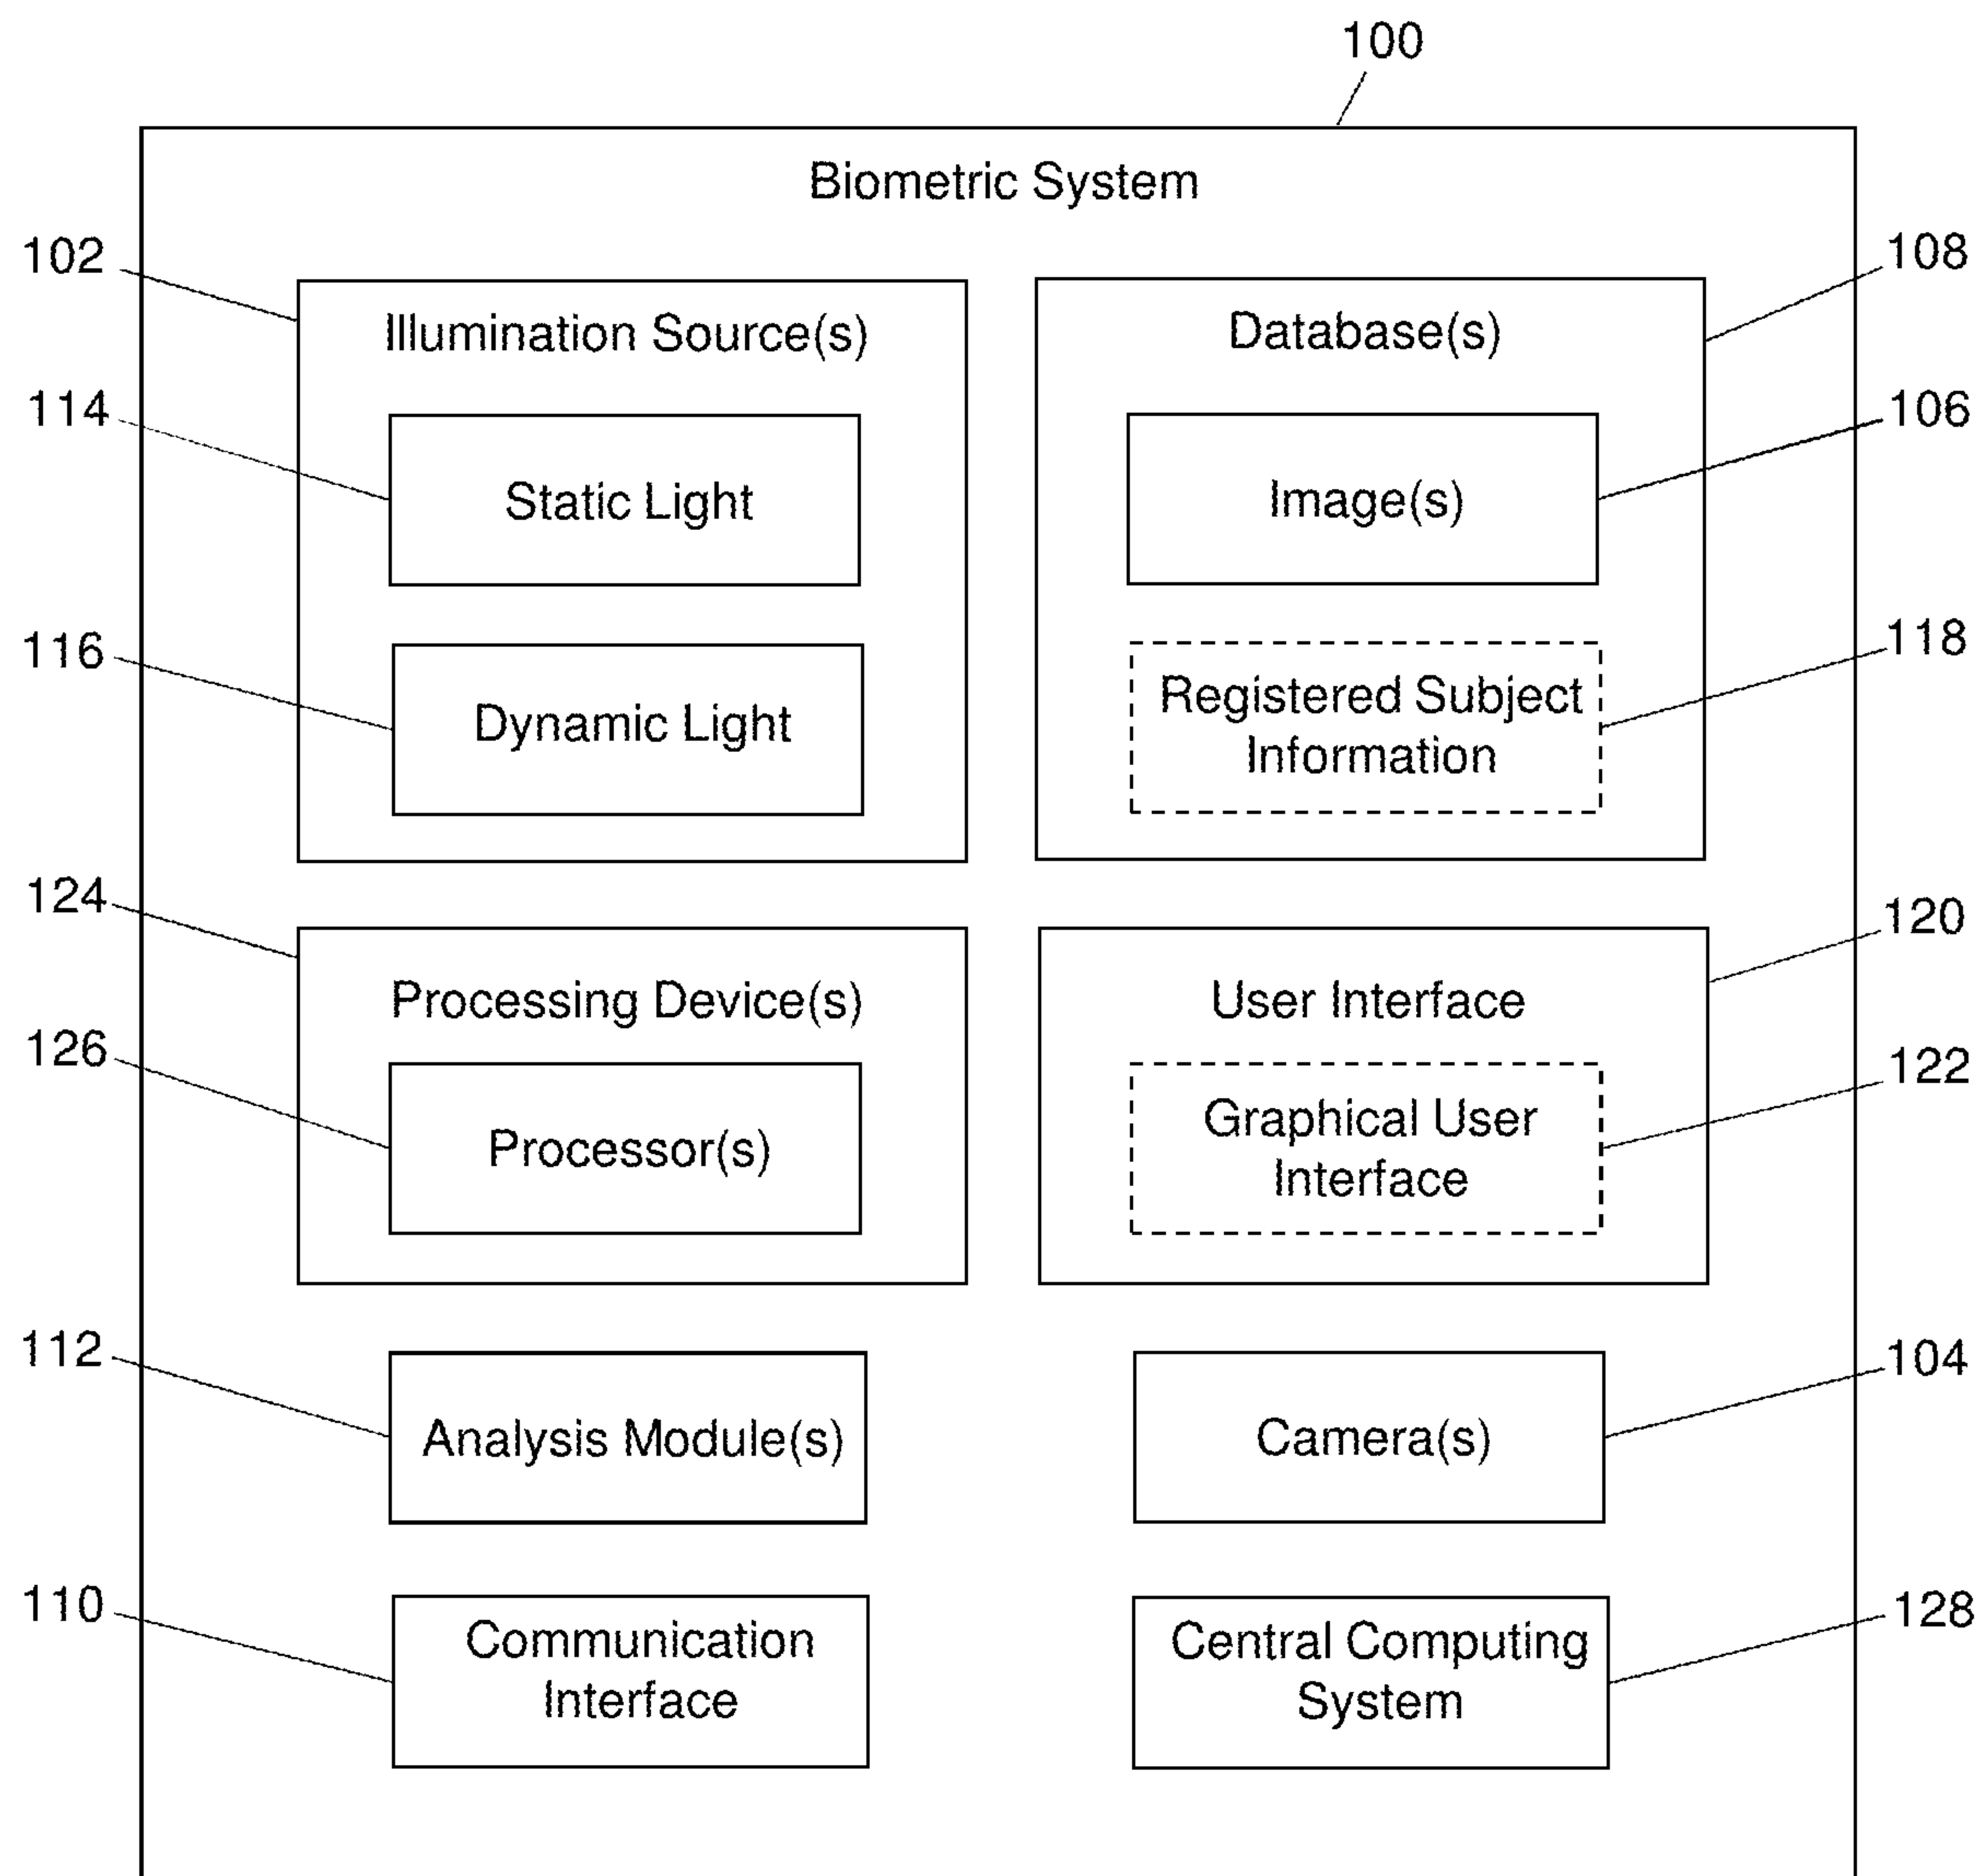 100
Biometric System
102
Illumination Source(s)
114
Static Light
116
Dynamic Light
108
Database(s)
106
Image(s)
118
Registered Subject
Information
124
Processing Device(s)
126
Processor(s)
120
User Interface
122
Graphical User
Interface
112
Analysis Module(s)
104
Camera(s)
110
Communication
Interface
128
Central Computing
System